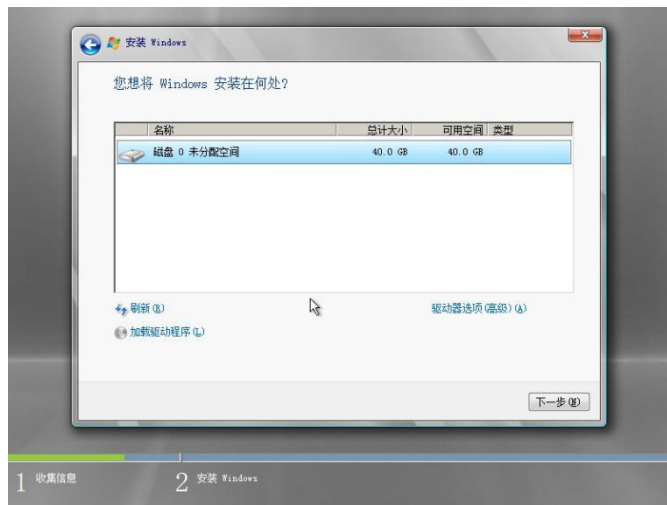 安装 Windows
您想将 Windows 安装在何处?
名称 总计大小 可用空间 类型
磁盘 0 未分配空间 40.0 GB 40.0 GB
刷新(R) 驱动器选项(高级)(A)
加载驱动程序(L)
下一步(N)
1 收集信息 2 安装 Windows